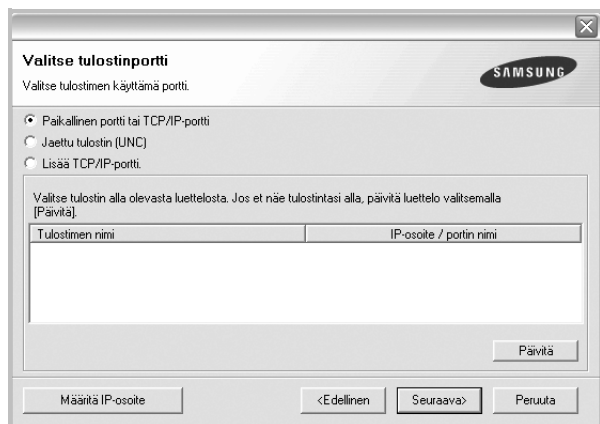 Valitse tulostinportti
Valitse tulostimen käyttämä portti.
SAMSUNG
Paikallinen portti tai TCP/IP-portti
Jaettu tulostin (UNC)
Lisää TCP/IP-portti.
Valitse tulostin alla olevasta luettelosta. Jos et näe tulostintasi alla, päivitä luettelo valitsemalla
[Päivitä].
Tulostimen nimi IP-osoite / portin nimi
Päivitä
Määritä IP-osoite <Edellinen Seuraava> Peruuta